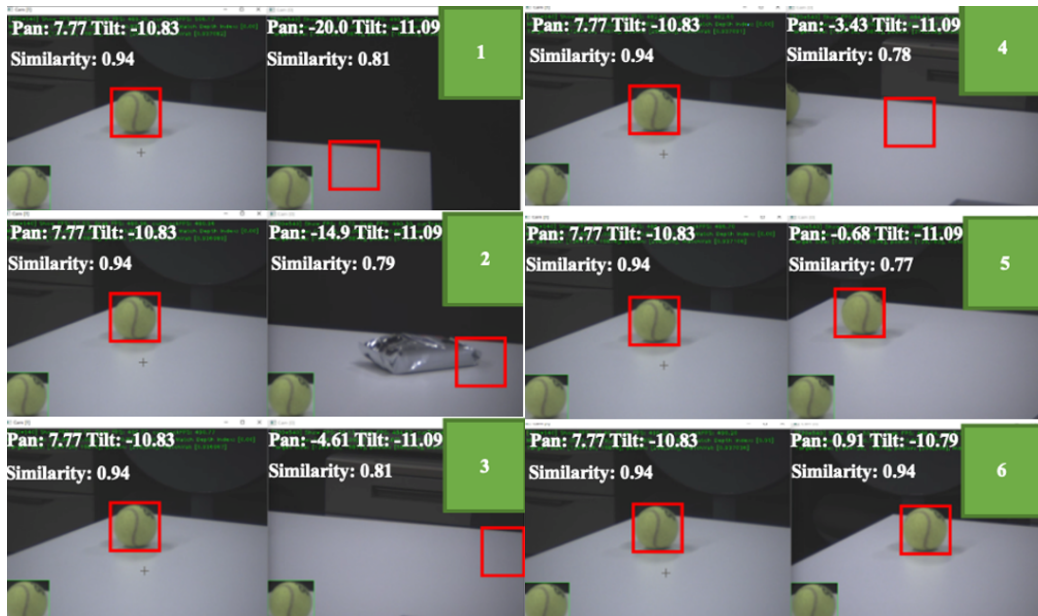 Pan: 7.77 Tilt: -10.83
Similarity: 0.94
Pan: -20.0 Tilt: -11.09
Similarity: 0.81
1
Pan: 7.77 Tilt: -10.83
Similarity: 0.94
Pan: -14.9 Tilt: -11.09
Similarity: 0.79
2
Pan: 7.77 Tilt: -10.83
Similarity: 0.94
Pan: -4.61 Tilt: -11.09
Similarity: 0.81
3
Pan: 7.77 Tilt: -10.83
Similarity: 0.94
Pan: -3.43 Tilt: -11.09
Similarity: 0.78
4
Pan: 7.77 Tilt: -10.83
Similarity: 0.94
Pan: -0.68 Tilt: -11.09
Similarity: 0.77
5
Pan: 7.77 Tilt: -10.83
Similarity: 0.94
Pan: 0.91 Tilt: -10.79
Similarity: 0.94
6